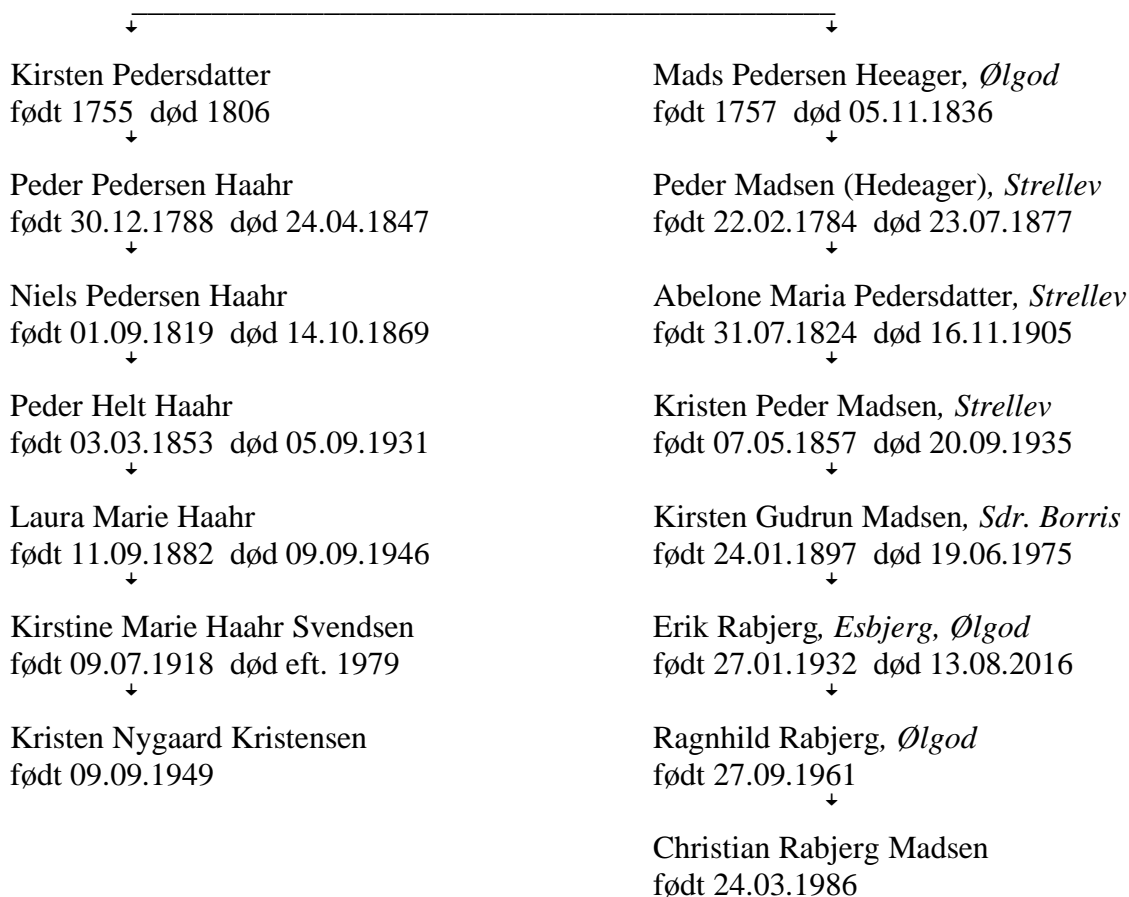 Kirsten Pedersdatter
født 1755 død 1806
Peder Pedersen Haahr
født 30.12.1788 død 24.04.1847
Niels Pedersen Haahr
født 01.09.1819 død 14.10.1869
Peder Helt Haahr
født 03.03.1853 død 05.09.1931
Laura Marie Haahr
født 11.09.1882 død 09.09.1946
Kirstine Marie Haahr Svendsen
født 09.07.1918 død eft. 1979
Kristen Nygaard Kristensen
født 09.09.1949
Mads Pedersen Heeager, Ølgod
født 1757 død 05.11.1836
Peder Madsen (Hedeager), Strellev
født 22.02.1784 død 23.07.1877
Abelone Maria Pedersdatter, Strellev
født 31.07.1824 død 16.11.1905
Kristen Peder Madsen, Strellev
født 07.05.1857 død 20.09.1935
Kirsten Gudrun Madsen, Sdr. Borris
født 24.01.1897 død 19.06.1975
Erik Rabjerg, Esbjerg, Ølgod
født 27.01.1932 død 13.08.2016
Ragnhild Rabjerg, Ølgod
født 27.09.1961
Christian Rabjerg Madsen
født 24.03.1986